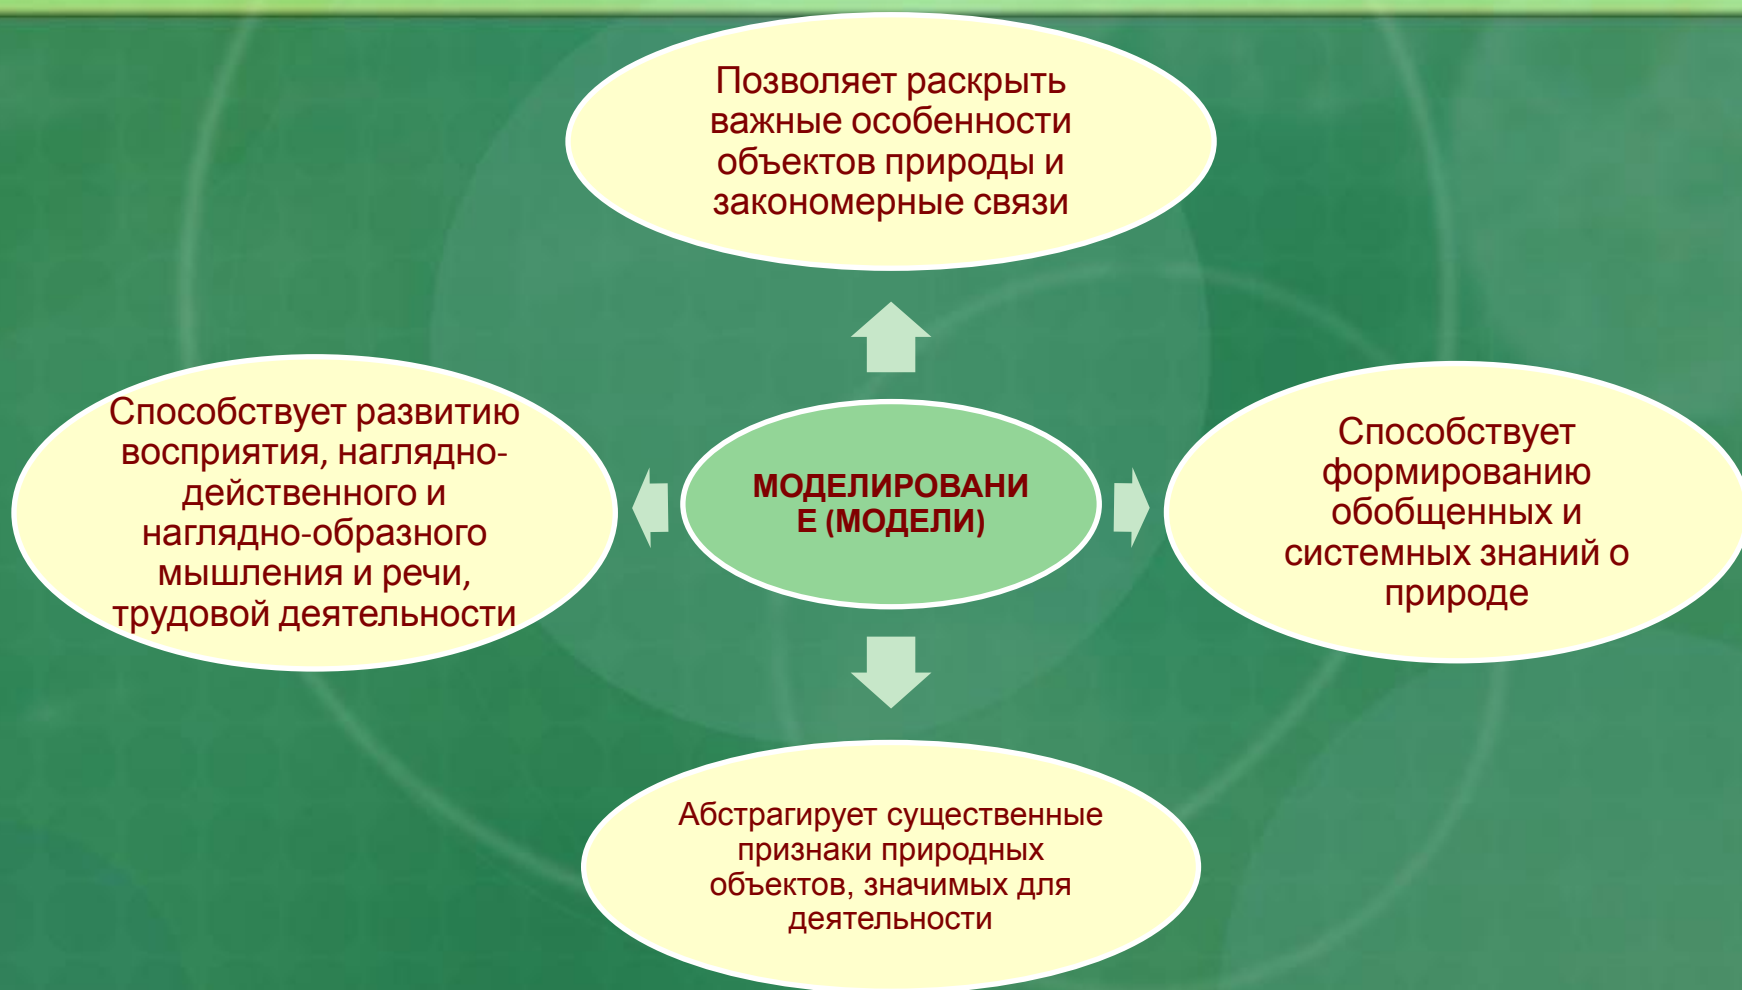 Позволяет раскрыть
важные особенности
объектов природы и
закономерные связи
Способствует развитию
восприятия, наглядно-
действенного и
наглядно-образного
мышления и речи,
трудовой деятельности
МОДЕЛИРОВАНИ
Е (МОДЕЛИ)
Способствует
формированию
обобщенных и
системных знаний о
природе
Абстрагирует существенные
признаки природных
объектов, значимых для
деятельности